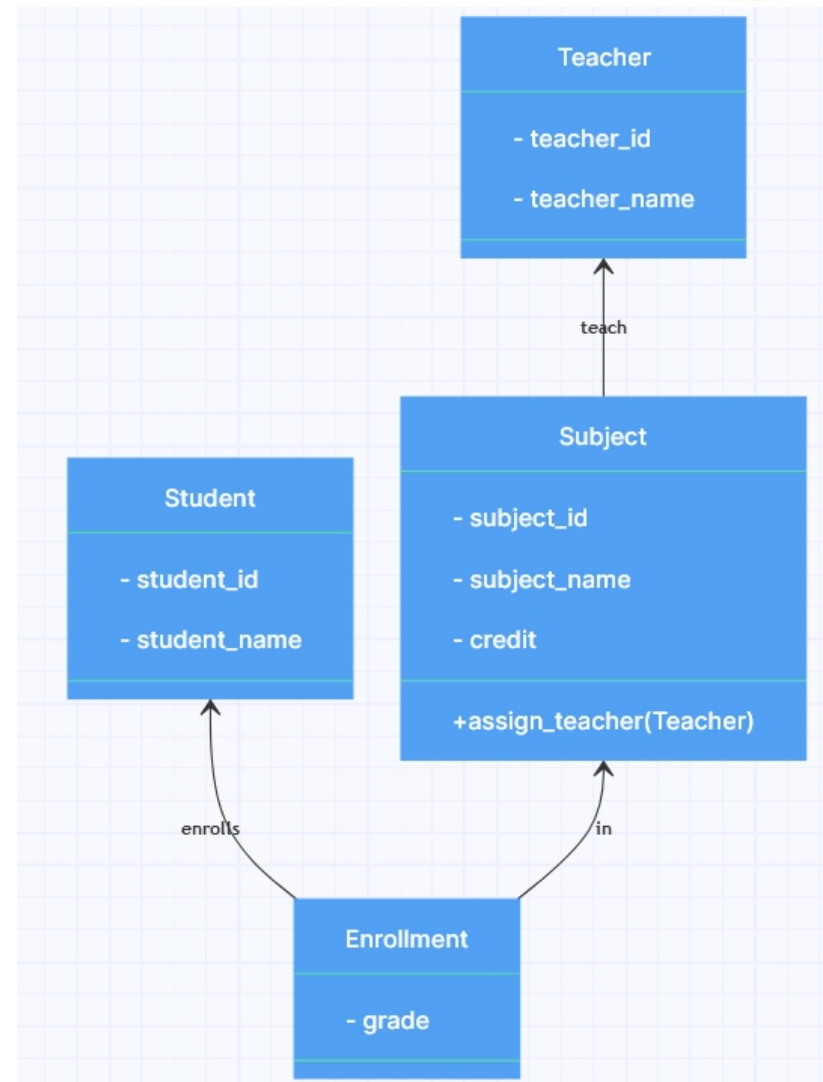 Teacher
- teacher_id
- teacher_name
teach
Subject
- subject_id
- subject_name
- credit
+assign_teacher(Teacher)
Student
- student_id
- student_name
enrolls
in
Enrollment
- grade